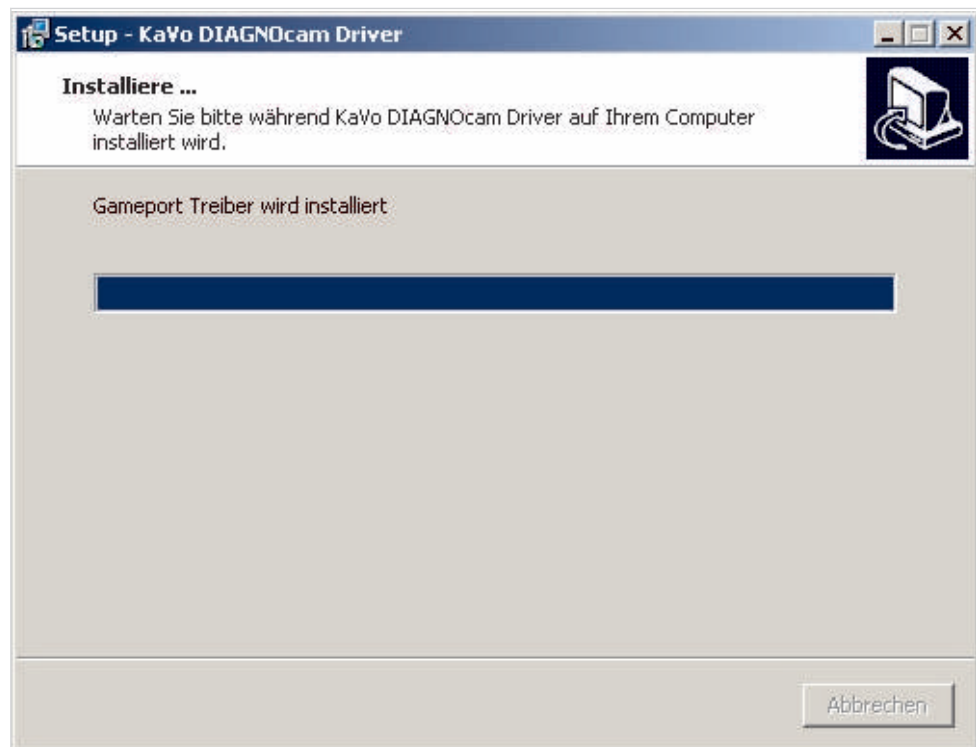 Setup - KaVo DIAGNOcam Driver
Installiere ...
Warten Sie bitte während KaVo DIAGNOcam Driver auf Ihrem Computer
installiert wird.
Gameport Treiber wird installiert
Abbrechen